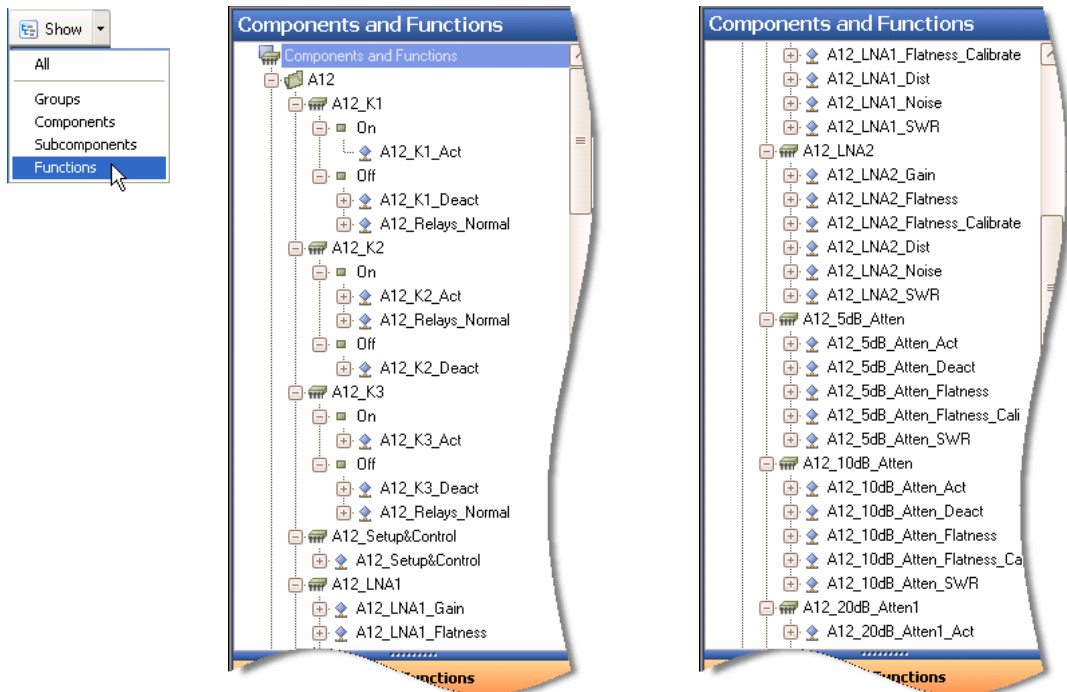 Show
All
Groups
Components
Subcomponents
Functions
Components and Functions
Components and Functions
A12
A12_K1
On
A12_K1_Act
Off
A12_K1_Deact
A12_Relays_Normal
A12_K2
On
A12_K2_Act
A12_Relays_Normal
Off
A12_K2_Deact
A12_K3
On
A12_K3_Act
Off
A12_K3_Deact
A12_Relays_Normal
A12_Setup&Control
A12_Setup&Control
A12_LNA1
A12_LNA1_Gain
A12_LNA1_Flatness
Functions
Components and Functions
A12_LNA1_Flatness_Calibrate
A12_LNA1_Dist
A12_LNA1_Noise
A12_LNA1_SWR
A12_LNA2
A12_LNA2_Gain
A12_LNA2_Flatness
A12_LNA2_Flatness_Calibrate
A12_LNA2_Dist
A12_LNA2_Noise
A12_LNA2_SWR
A12_5dB_Atten
A12_5dB_Atten_Act
A12_5dB_Atten_Deact
A12_5dB_Atten_Flatness
A12_5dB_Atten_Flatness_Cali
A12_5dB_Atten_SWR
A12_10dB_Atten
A12_10dB_Atten_Act
A12_10dB_Atten_Deact
A12_10dB_Atten_Flatness
A12_10dB_Atten_Flatness_Ca
A12_10dB_Atten_SWR
A12_20dB_Atten1
A12_20dB_Atten1_Act
Functions